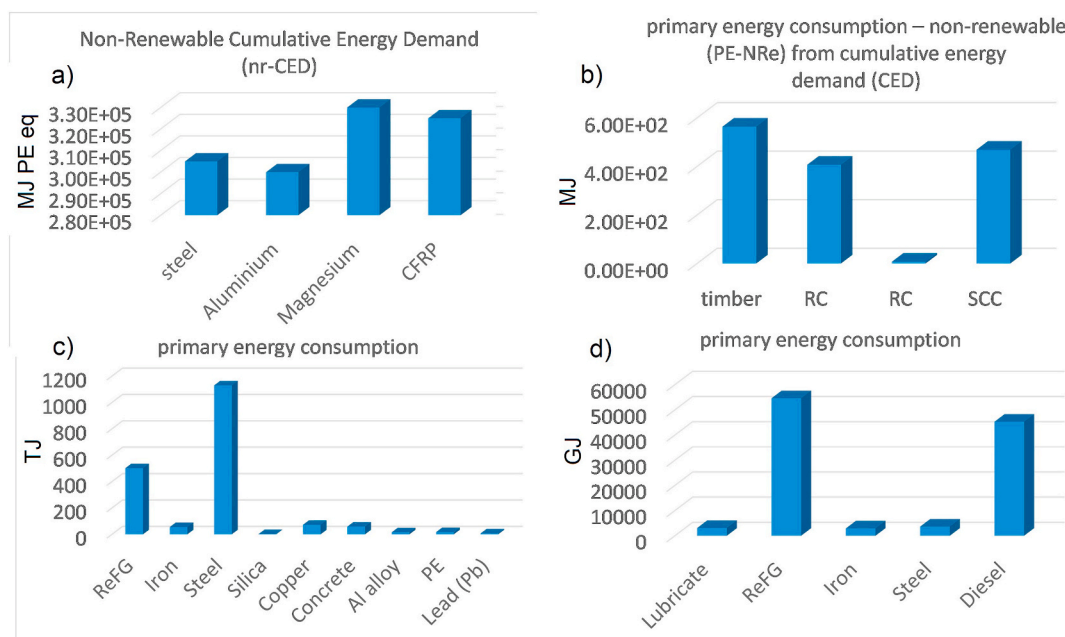 a)
Non-Renewable Cumulative Energy Demand
(nr-CED)
MJ PE eq
3.30E+05
3.20E+05
3.10E+05
3.00E+05
2.90E+05
2.80E+05
steel
Aluminium
Magnesium
CFRP
b)
primary energy consumption – non-renewable
(PE-NRe) from cumulative energy
demand (CED)
MJ
6.00E+02
4.00E+02
2.00E+02
0.00E+00
timber
RC
RC
SCC
c)
primary energy consumption
TJ
1200
1000
800
600
400
200
0
ReFG
Iron
Steel
Silica
Copper
Concrete
Al alloy
PE
Lead (Pb)
d)
primary energy consumption
GJ
60000
50000
40000
30000
20000
10000
0
Lubricate
ReFG
Iron
Steel
Diesel